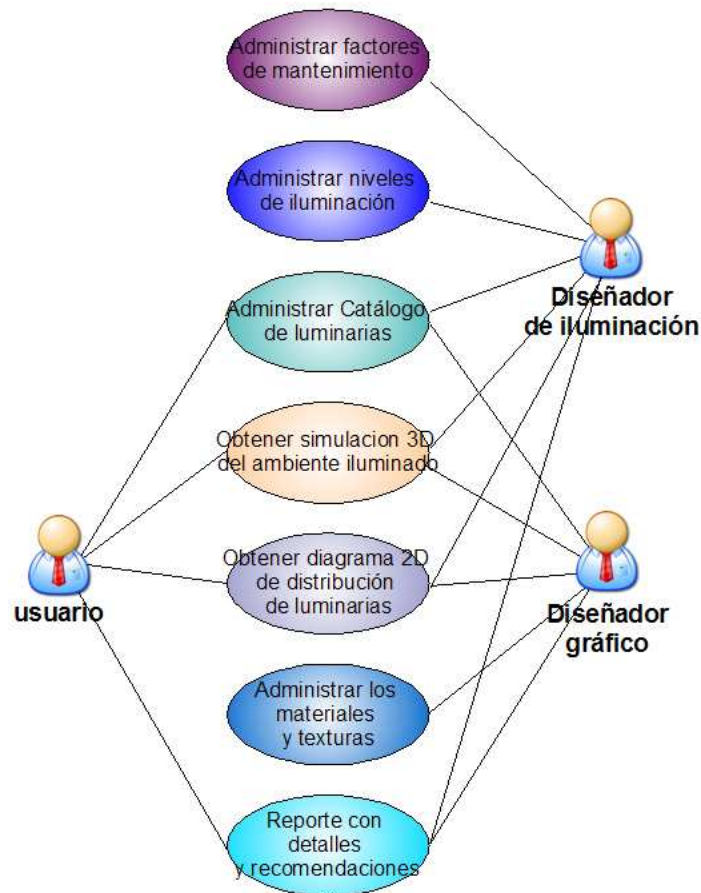 Administrar factores
de mantenimiento
Administrar niveles
de iluminación
Administrar Catálogo
de luminarias
Diseñador
de iluminación
Obtener simulacion 3D
del ambiente iluminado
Obtener diagrama 2D
de distribución
de luminarias
usuario
Diseñador
gráfico
Administrar los
materiales
y texturas
Reporte con
detalles
y recomendaciones